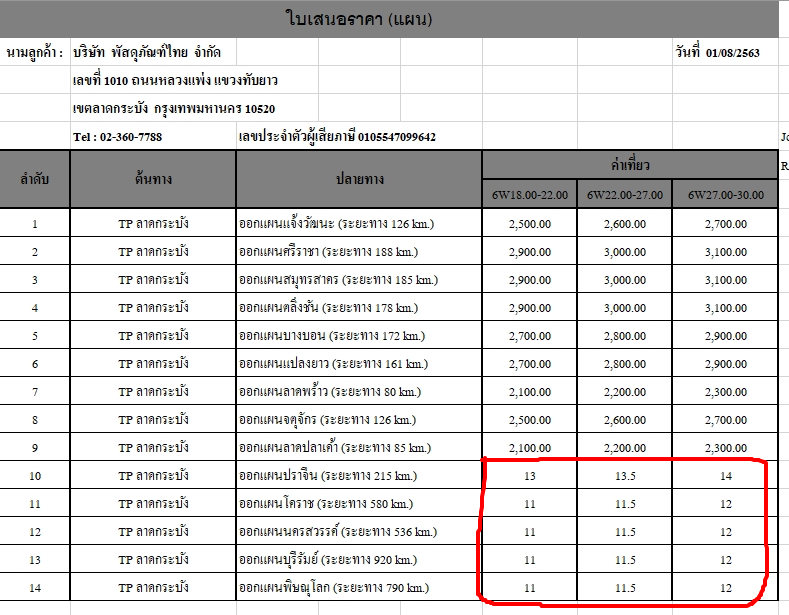 ใบเสนอราคา (แผน)
นามลูกค้า : บริษัท พัสดุภัณฑ์ไทย จำกัด วันที่ 01/08/2563
เลขที่ 1010 ถนนหลวงแพ่ง แขวงทับยาว
เขตลาดกระบัง กรุงเทพมหานคร 10520
Tel : 02-360-7788 เลขประจำตัวผู้เสียภาษี 0105547099642
ลำดับ ต้นทาง ปลายทาง ค่าเที่ยว
6W18.00-22.00 6W22.00-27.00 6W27.00-30.00
1 TP ลาดกระบัง ออกแผนแจ้งวัฒนะ (ระยะทาง 126 km.) 2,500.00 2,600.00 2,700.00
2 TP ลาดกระบัง ออกแผนศรีราชา (ระยะทาง 188 km.) 2,900.00 3,000.00 3,100.00
3 TP ลาดกระบัง ออกแผนสมุทรสาคร (ระยะทาง 185 km.) 2,900.00 3,000.00 3,100.00
4 TP ลาดกระบัง ออกแผนตลิ่งชัน (ระยะทาง 178 km.) 2,900.00 3,000.00 3,100.00
5 TP ลาดกระบัง ออกแผนบางบอน (ระยะทาง 172 km.) 2,700.00 2,800.00 2,900.00
6 TP ลาดกระบัง ออกแผนแปลงยาว (ระยะทาง 161 km.) 2,700.00 2,800.00 2,900.00
7 TP ลาดกระบัง ออกแผนลาดพร้าว (ระยะทาง 80 km.) 2,100.00 2,200.00 2,300.00
8 TP ลาดกระบัง ออกแผนจตุจักร (ระยะทาง 126 km.) 2,500.00 2,600.00 2,700.00
9 TP ลาดกระบัง ออกแผนลาดปลาเค้า (ระยะทาง 85 km.) 2,100.00 2,200.00 2,300.00
10 TP ลาดกระบัง ออกแผนปราจีน (ระยะทาง 215 km.) 13 13.5 14
11 TP ลาดกระบัง ออกแผนโคราช (ระยะทาง 580 km.) 11 11.5 12
12 TP ลาดกระบัง ออกแผนนครสวรรค์ (ระยะทาง 536 km.) 11 11.5 12
13 TP ลาดกระบัง ออกแผนบุรีรัมย์ (ระยะทาง 920 km.) 11 11.5 12
14 TP ลาดกระบัง ออกแผนพิษณุโลก (ระยะทาง 790 km.) 11 11.5 12